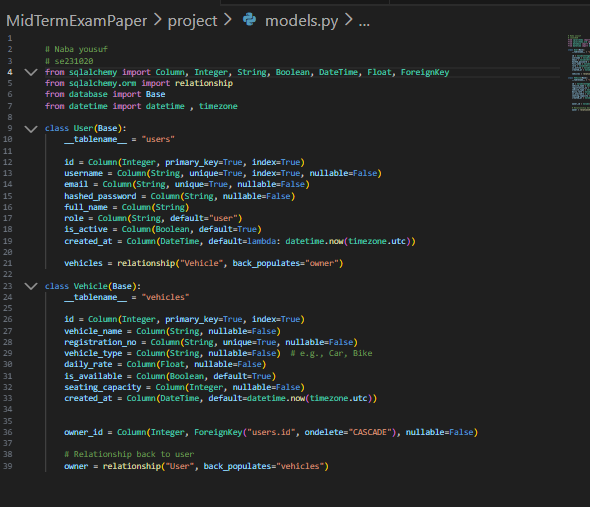 MidTermExamPaper > project > models.py > ...
1
2 # Naba yousuf
3 # se231020
4 from sqlalchemy import Column, Integer, String, Boolean, DateTime, Float, ForeignKey
5 from sqlalchemy.orm import relationship
6 from database import Base
7 from datetime import datetime , timezone
8
9 class User(Base):
10 __tablename__ = "users"
11
12 id = Column(Integer, primary_key=True, index=True)
13 username = Column(String, unique=True, index=True, nullable=False)
14 email = Column(String, unique=True, nullable=False)
15 hashed_password = Column(String, nullable=False)
16 full_name = Column(String)
17 role = Column(String, default="user")
18 is_active = Column(Boolean, default=True)
19 created_at = Column(DateTime, default=lambda: datetime.now(timezone.utc))
20
21 vehicles = relationship("Vehicle", back_populates="owner")
22
23 class Vehicle(Base):
24 __tablename__ = "vehicles"
25
26 id = Column(Integer, primary_key=True, index=True)
27 vehicle_name = Column(String, nullable=False)
28 registration_no = Column(String, unique=True, nullable=False)
29 vehicle_type = Column(String, nullable=False) # e.g., Car, Bike
30 daily_rate = Column(Float, nullable=False)
31 is_available = Column(Boolean, default=True)
32 seating_capacity = Column(Integer, nullable=False)
33 created_at = Column(DateTime, default=datetime.now(timezone.utc))
34
35
36 owner_id = Column(Integer, ForeignKey("users.id", ondelete="CASCADE"), nullable=False)
37
38 # Relationship back to user
39 owner = relationship("User", back_populates="vehicles")